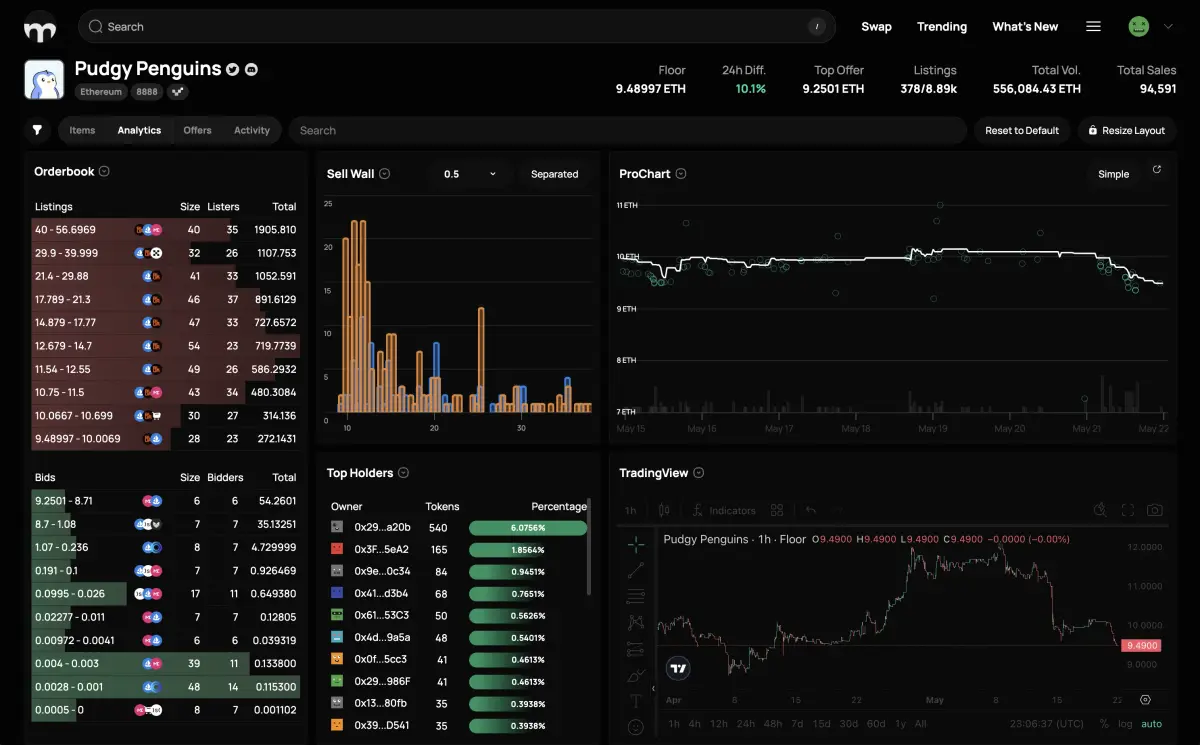 Search /
Swap Trending What's New
Pudgy Penguins
Ethereum 8888
Floor 24h Diff. Top Offer Listings Total Vol. Total Sales
9.48997 ETH 10.1% 9.2501 ETH 378/8.89k 556,084.43 ETH 94,591
Items Analytics Offers Activity
Search
Reset to Default Resize Layout
Orderbook
Listings Size Listers Total
40 - 56.6969 40 35 1905.810
29.9 - 39.999 32 26 1107.753
21.4 - 29.88 41 33 1052.591
17.789 - 21.3 46 37 891.6129
14.879 - 17.77 47 33 727.6572
12.679 - 14.7 54 23 719.7739
11.54 - 12.55 49 26 586.2932
10.75 - 11.5 43 34 480.3084
10.0667 - 10.699 30 27 314.136
9.48997 - 10.0069 28 23 272.1431
Bids Size Bidders Total
9.2501 - 8.71 6 6 54.2601
8.7 - 1.08 7 7 35.13251
1.07 - 0.236 8 7 4.729999
0.191 - 0.1 7 7 0.926469
0.0995 - 0.026 17 11 0.649380
0.02277 - 0.011 7 7 0.12805
0.00972 - 0.0041 6 6 0.039319
0.004 - 0.003 39 11 0.133800
0.0028 - 0.001 48 14 0.115300
0.0005 - 0 8 7 0.001102
Sell Wall 0.5 Separated
25
20
15
10
5
0
10 20 30
Top Holders
Owner Tokens Percentage
0x29...a20b 540 6.0756%
0x3F...5eA2 165 1.8564%
0x9e...0c34 84 0.9451%
0x41...d3b4 68 0.7651%
0x61...53C3 50 0.5626%
0x4d...9a5a 48 0.5401%
0x0f...5cc3 41 0.4613%
0x29...986F 41 0.4613%
0x13...80fb 35 0.3938%
0x39...D541 35 0.3938%
ProChart Simple
11 ETH
10 ETH
9 ETH
8 ETH
7 ETH
May 15 May 16 May 17 May 18 May 19 May 20 May 21 May 22
TradingView
1h Indicators
Pudgy Penguins · 1h · Floor O9.4900 H9.4900 L9.4900 C9.4900 −0.0000 (−0.00%)
12.0000
11.0000
10.0000
9.4900
9.0000
Apr 8 15 22 May 8 15 22
1h 4h 12h 24h 48h 7d 15d 30d 60d 1y All 23:06:37 (UTC) % log auto